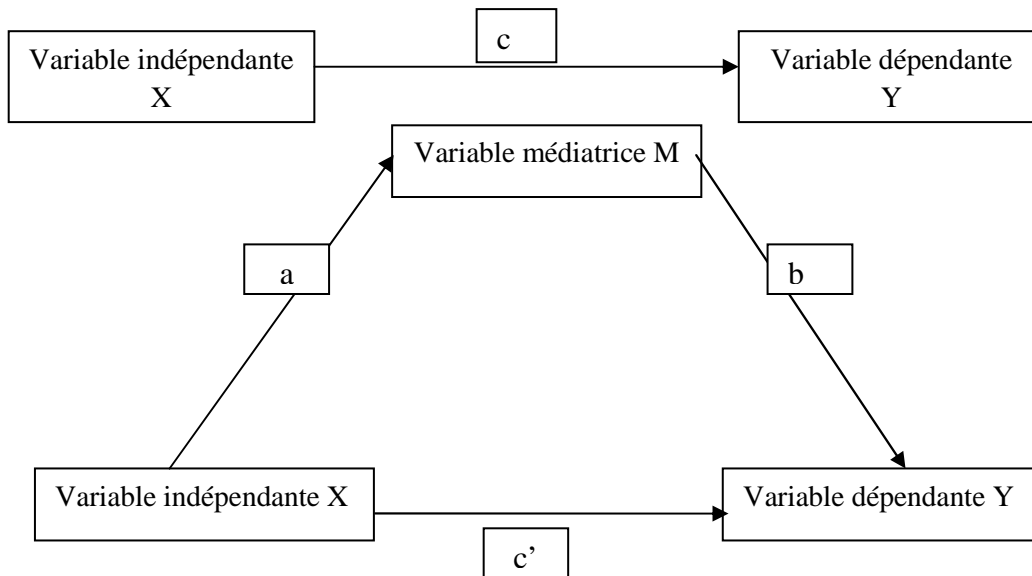 c
Variable indépendante
X
Variable dépendante
Y
Variable médiatrice M
a
b
Variable indépendante X
Variable dépendante Y
c’